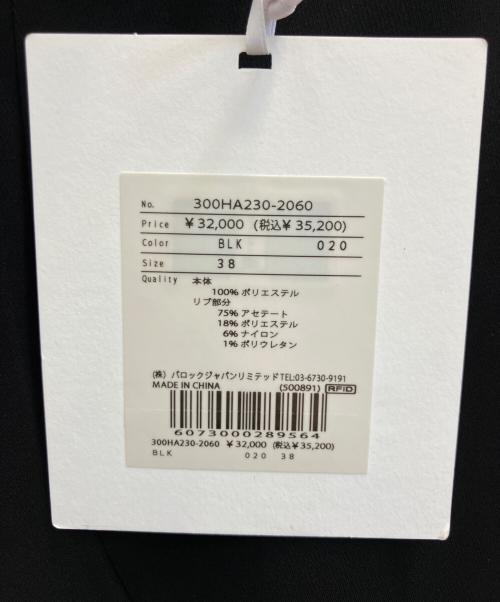 No. 300HA230-2060
Price ¥32,000 (税込¥35,200)
Color BLK 020
Size 38
Quality 本体
100% ポリエステル
リブ部分
75% アセテート
18% ポリエステル
6% ナイロン
1% ポリウレタン
(株) バロックジャパンリミテッドTEL:03-6730-9191
MADE IN CHINA (500891) RFID
6073000289564
300HA230-2060 ¥32,000 (税込¥35,200)
BLK 020 38